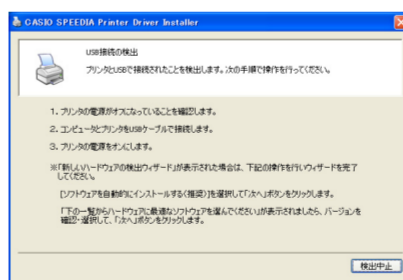 CASIO SPEEDIA Printer Driver Installer
USB接続の検出
プリンタとUSBで接続されたことを検出します。次の手順で操作を行ってください。
1. プリンタの電源がオフになっていることを確認します。
2. コンピュータとプリンタをUSBケーブルで接続します。
3. プリンタの電源をオンにします。
※「新しいハードウェアの検出ウィザード」が表示された場合は、下記の操作を行いウィザードを完了
してください。
[ソフトウェアを自動的にインストールする(推奨)]を選択して「次へ」ボタンをクリックします。
「下の一覧からハードウェアに最適なソフトウェアを選んでください」が表示されましたら、バージョンを
確認・選択して、「次へ」ボタンをクリックします。
検出中止